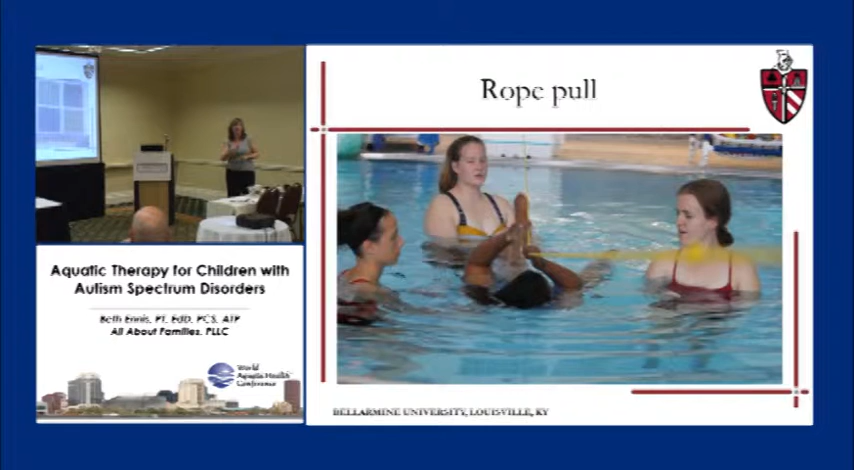 Rope pull
Aquatic Therapy for Children with
Autism Spectrum Disorders
Beth Ennis, PT, EdD, PCS, ATP
All About Families, PLLC
World
Aquatic Health
Conference
BELLARMINE UNIVERSITY, LOUISVILLE, KY